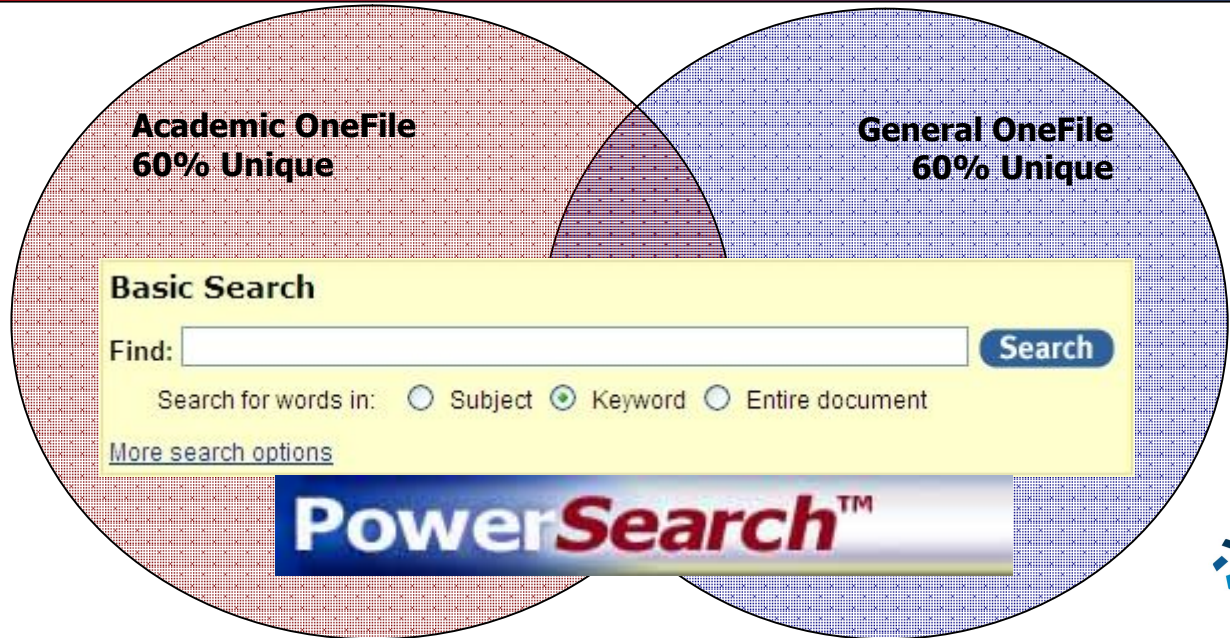 Academic OneFile
60% Unique
General OneFile
60% Unique
Basic Search
Find: Search
Search for words in: Subject Keyword Entire document
More search options
PowerSearch™